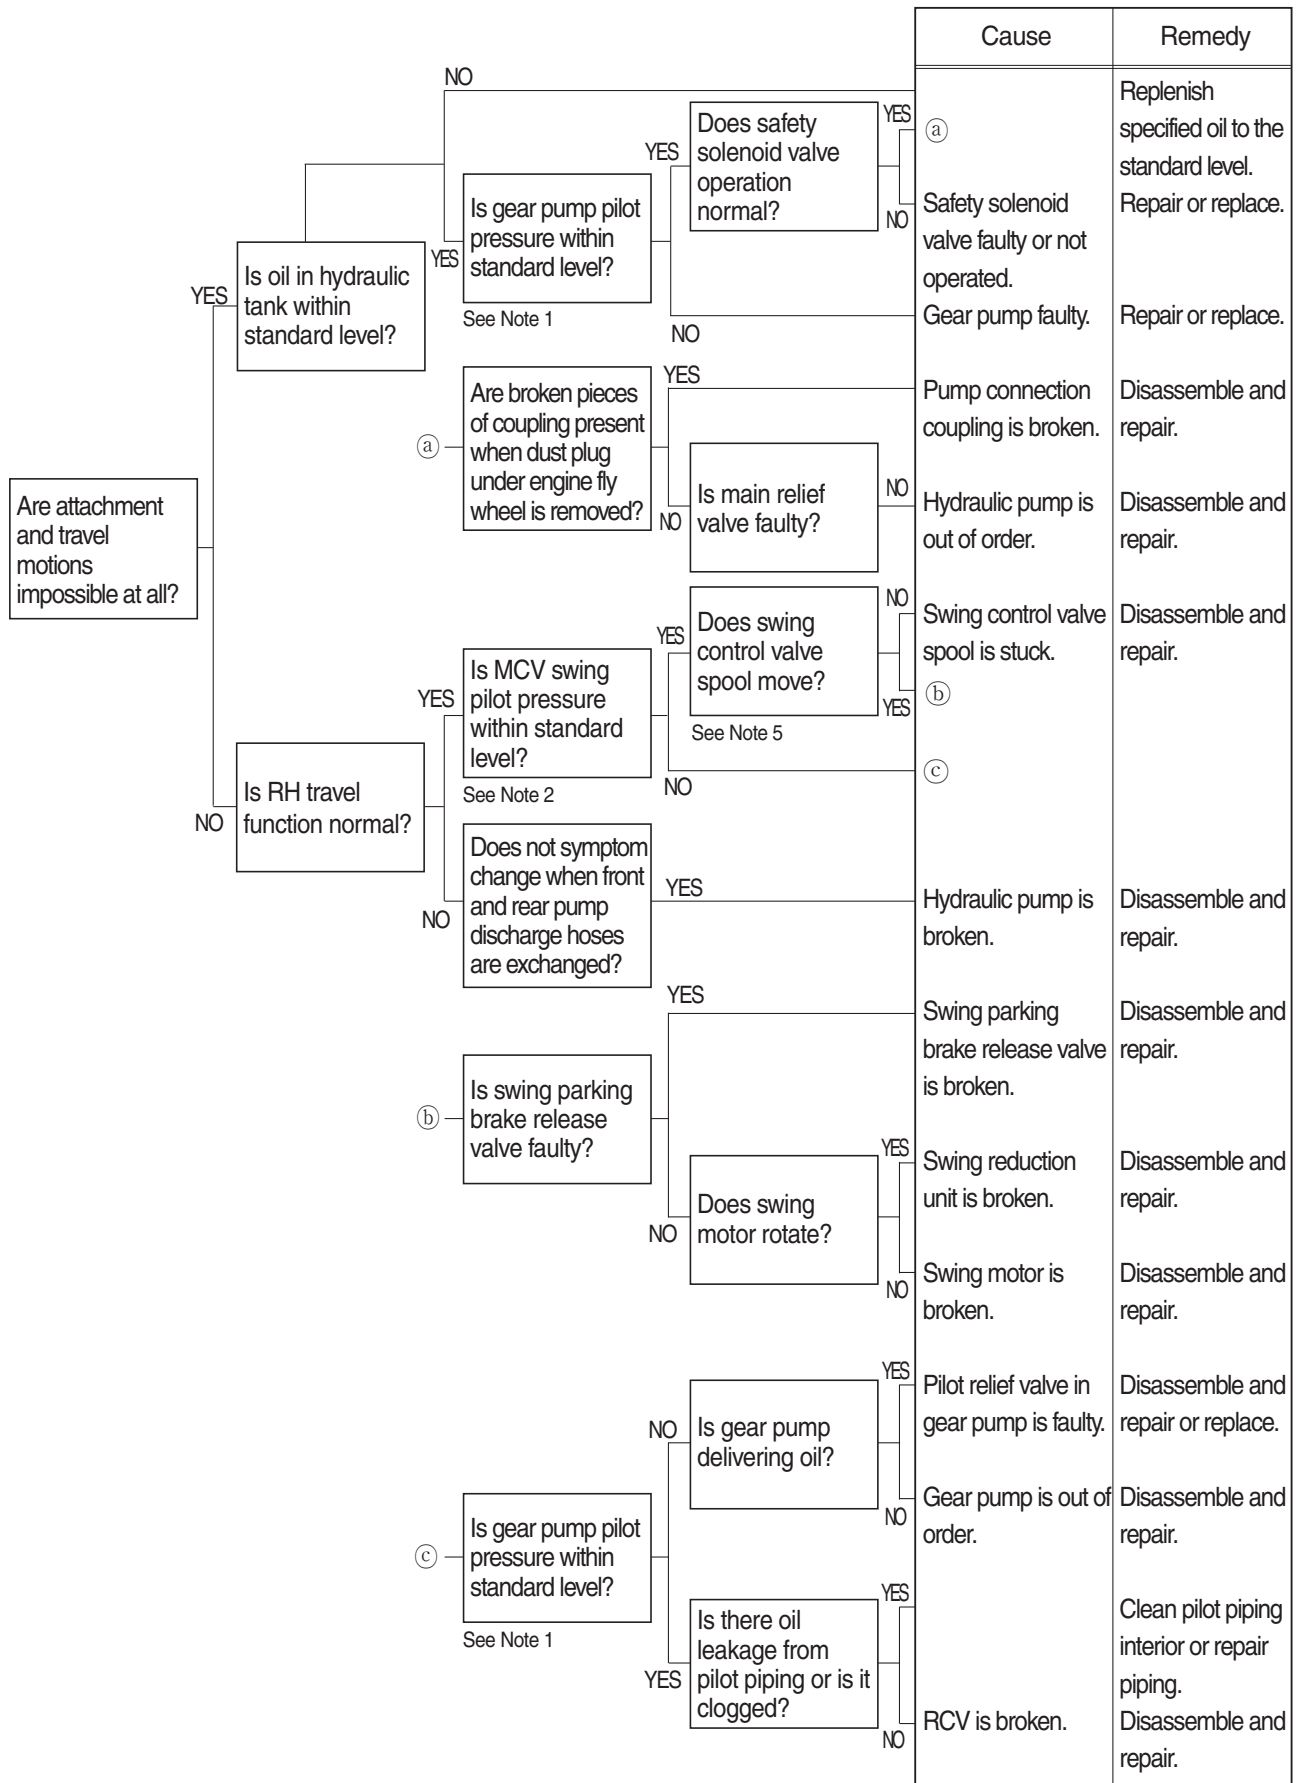 Cause
Remedy
NO
Replenish
specified oil to the
standard level.
YES
Does safety
solenoid valve
operation
normal?
YES
ⓐ
NO
Safety solenoid
valve faulty or not
operated.
Repair or replace.
Is gear pump pilot
pressure within
standard level?
YES
See Note 1
Is oil in hydraulic
tank within
standard level?
YES
NO
Gear pump faulty.
Repair or replace.
YES
Are broken pieces
of coupling present
when dust plug
under engine fly
wheel is removed?
ⓐ
Pump connection
coupling is broken.
Disassemble and
repair.
NO
Is main relief
valve faulty?
NO
Hydraulic pump is
out of order.
Disassemble and
repair.
Are attachment
and travel
motions
impossible at all?
YES
Does swing
control valve
spool move?
See Note 5
NO
Swing control valve
spool is stuck.
Disassemble and
repair.
YES
ⓑ
YES
Is MCV swing
pilot pressure
within standard
level?
See Note 2
NO
ⓒ
NO
Is RH travel
function normal?
NO
Does not symptom
change when front
and rear pump
discharge hoses
are exchanged?
YES
Hydraulic pump is
broken.
Disassemble and
repair.
YES
Swing parking
brake release valve
is broken.
Disassemble and
repair.
ⓑ
Is swing parking
brake release
valve faulty?
NO
Does swing
motor rotate?
YES
Swing reduction
unit is broken.
Disassemble and
repair.
NO
Swing motor is
broken.
Disassemble and
repair.
NO
Is gear pump
delivering oil?
YES
Pilot relief valve in
gear pump is faulty.
Disassemble and
repair or replace.
NO
Gear pump is out of
order.
Disassemble and
repair.
ⓒ
Is gear pump pilot
pressure within
standard level?
See Note 1
YES
Is there oil
leakage from
pilot piping or is it
clogged?
YES
Clean pilot piping
interior or repair
piping.
NO
RCV is broken.
Disassemble and
repair.